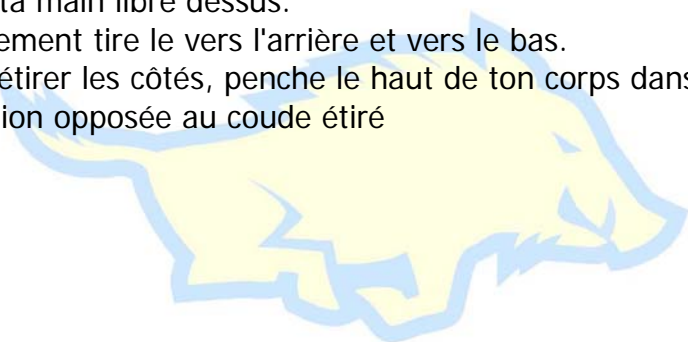 ta main libre dessus.
ement tire le vers l'arrière et vers le bas.
étirer les côtés, penche le haut de ton corps dans
ion opposée au coude étiré